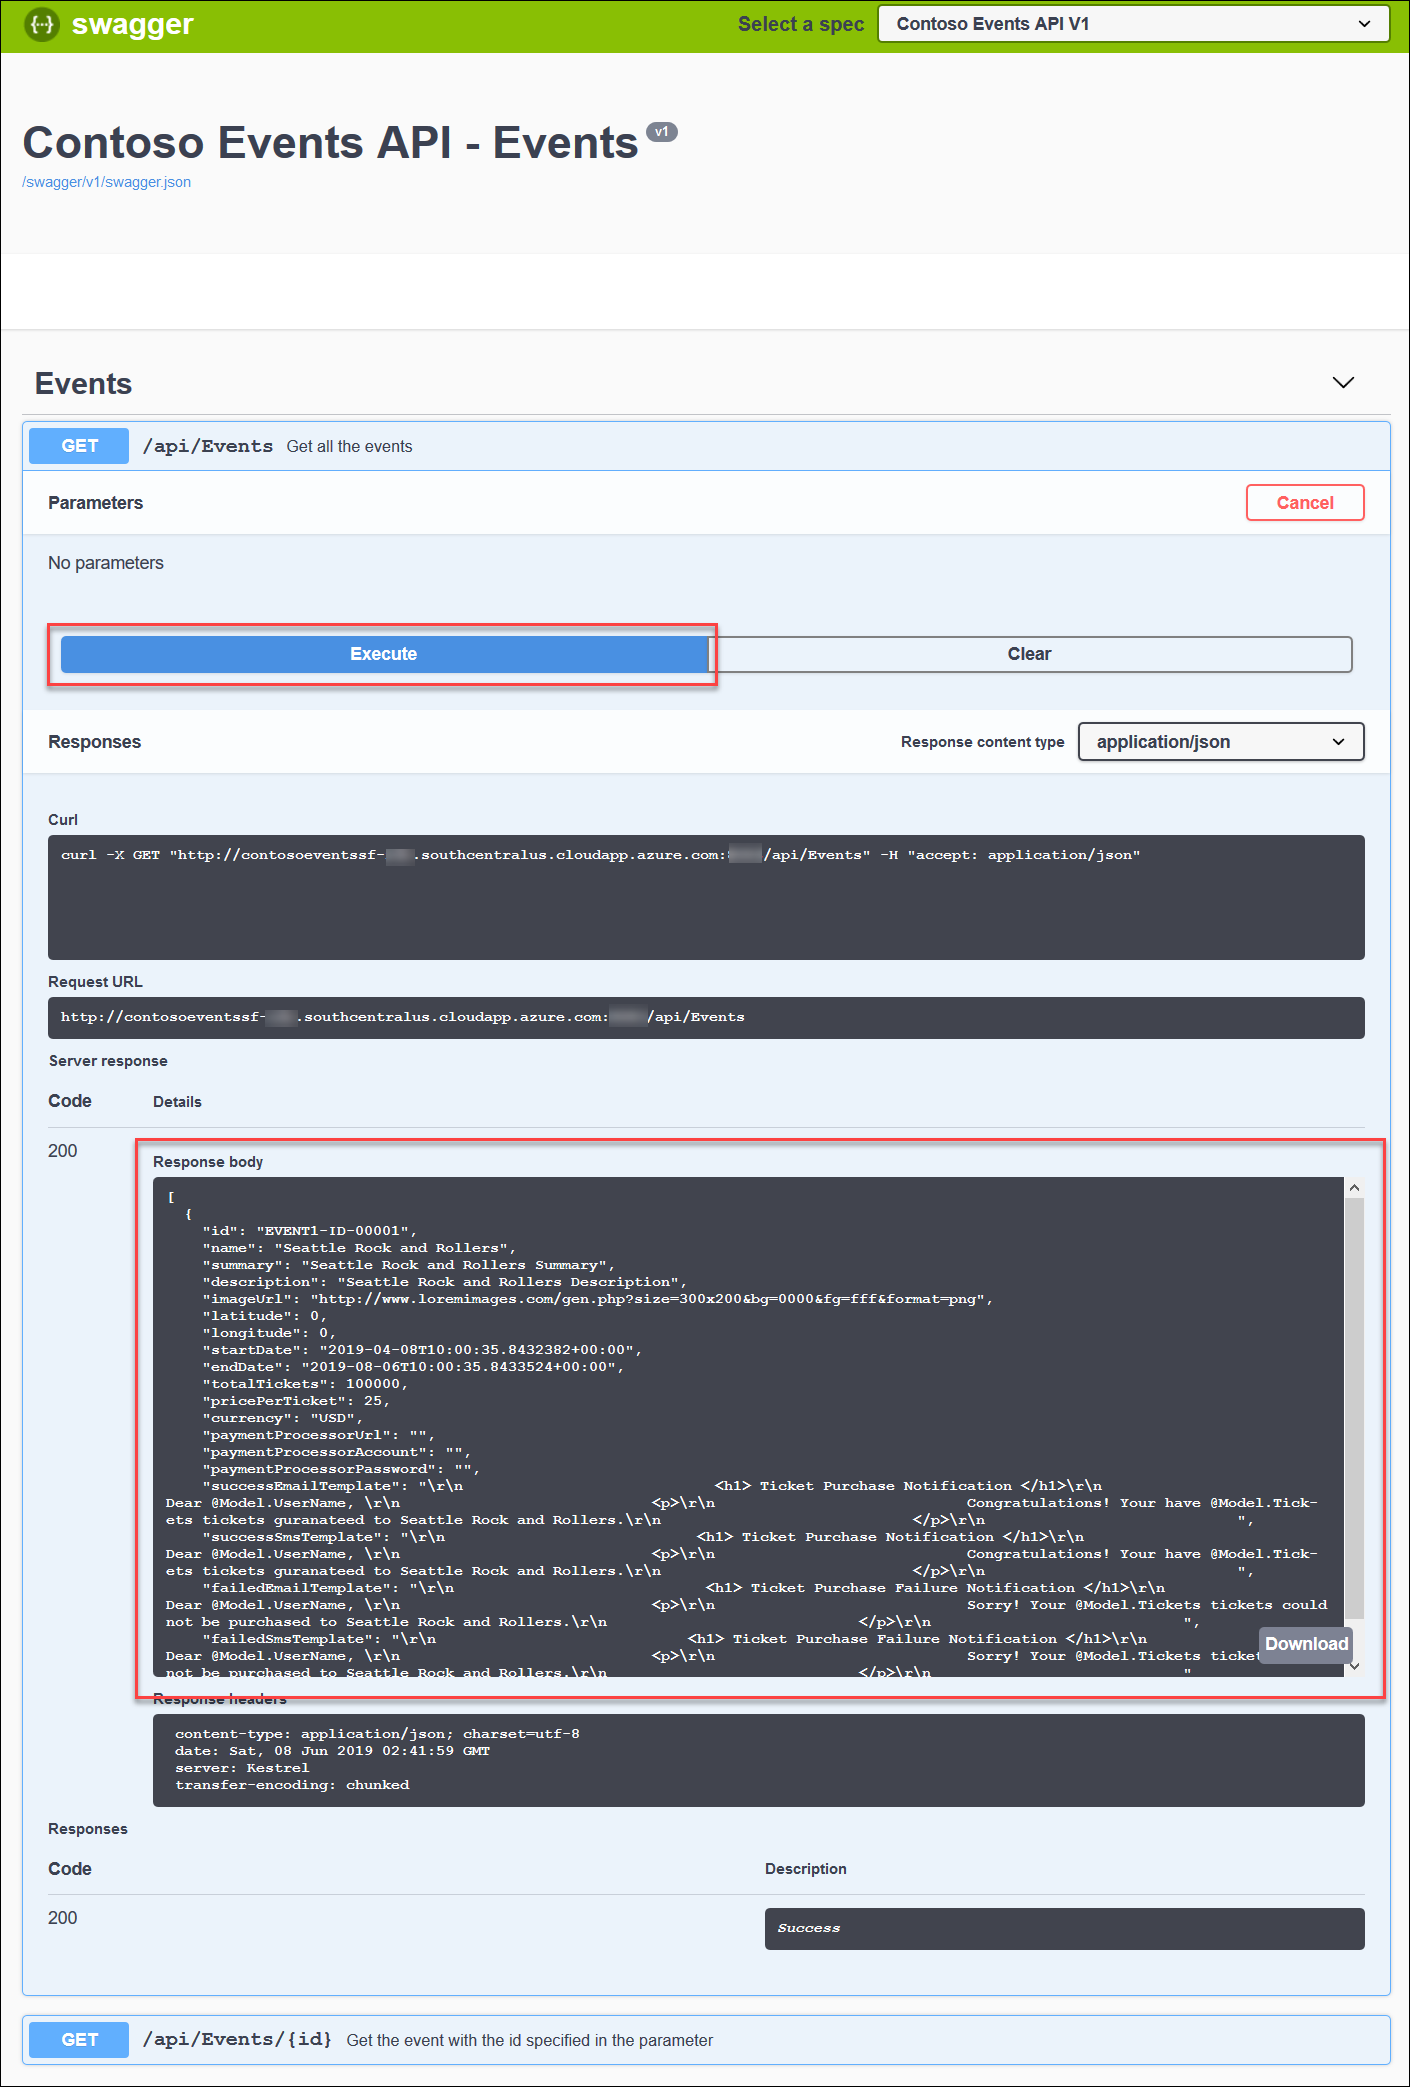 swagger
Select a spec
Contoso Events API V1
Contoso Events API - Events v1
/swagger/v1/swagger.json
Events
GET /api/Events Get all the events
Parameters
Cancel
No parameters
Execute
Clear
Responses
Response content type
application/json
Curl
curl -X GET "http://contosoeventssf- .southcentralus.cloudapp.azure.com: /api/Events" -H "accept: application/json"
Request URL
http://contosoeventssf- .southcentralus.cloudapp.azure.com: /api/Events
Server response
Code Details
200
Response body
[
{
"id": "EVENT1-ID-00001",
"name": "Seattle Rock and Rollers",
"summary": "Seattle Rock and Rollers Summary",
"description": "Seattle Rock and Rollers Description",
"imageUrl": "http://www.loremimages.com/gen.php?size=300x200&bg=0000&fg=fff&format=png",
"latitude": 0,
"longitude": 0,
"startDate": "2019-04-08T10:00:35.8432382+00:00",
"endDate": "2019-08-06T10:00:35.8433524+00:00",
"totalTickets": 100000,
"pricePerTicket": 25,
"currency": "USD",
"paymentProcessorUrl": "",
"paymentProcessorAccount": "",
"paymentProcessorPassword": "",
"successEmailTemplate": "\r\n <h1> Ticket Purchase Notification </h1>\r\n
Dear @Model.UserName, \r\n <p>\r\n Congratulations! Your have @Model.Tick-
ets tickets guranateed to Seattle Rock and Rollers.\r\n </p>\r\n ",
"successSmsTemplate": "\r\n <h1> Ticket Purchase Notification </h1>\r\n
Dear @Model.UserName, \r\n <p>\r\n Congratulations! Your have @Model.Tick-
ets tickets guranateed to Seattle Rock and Rollers.\r\n </p>\r\n ",
"failedEmailTemplate": "\r\n <h1> Ticket Purchase Failure Notification </h1>\r\n
Dear @Model.UserName, \r\n <p>\r\n Sorry! Your @Model.Tickets tickets could
not be purchased to Seattle Rock and Rollers.\r\n </p>\r\n ",
"failedSmsTemplate": "\r\n <h1> Ticket Purchase Failure Notification </h1>\r\n
Dear @Model.UserName, \r\n <p>\r\n Sorry! Your @Model.Tickets ticket
not be purchased to Seattle Rock and Rollers.\r\n </p>\r\n "
Download
Response headers
content-type: application/json; charset=utf-8
date: Sat, 08 Jun 2019 02:41:59 GMT
server: Kestrel
transfer-encoding: chunked
Responses
Code Description
200
Success
GET /api/Events/{id} Get the event with the id specified in the parameter